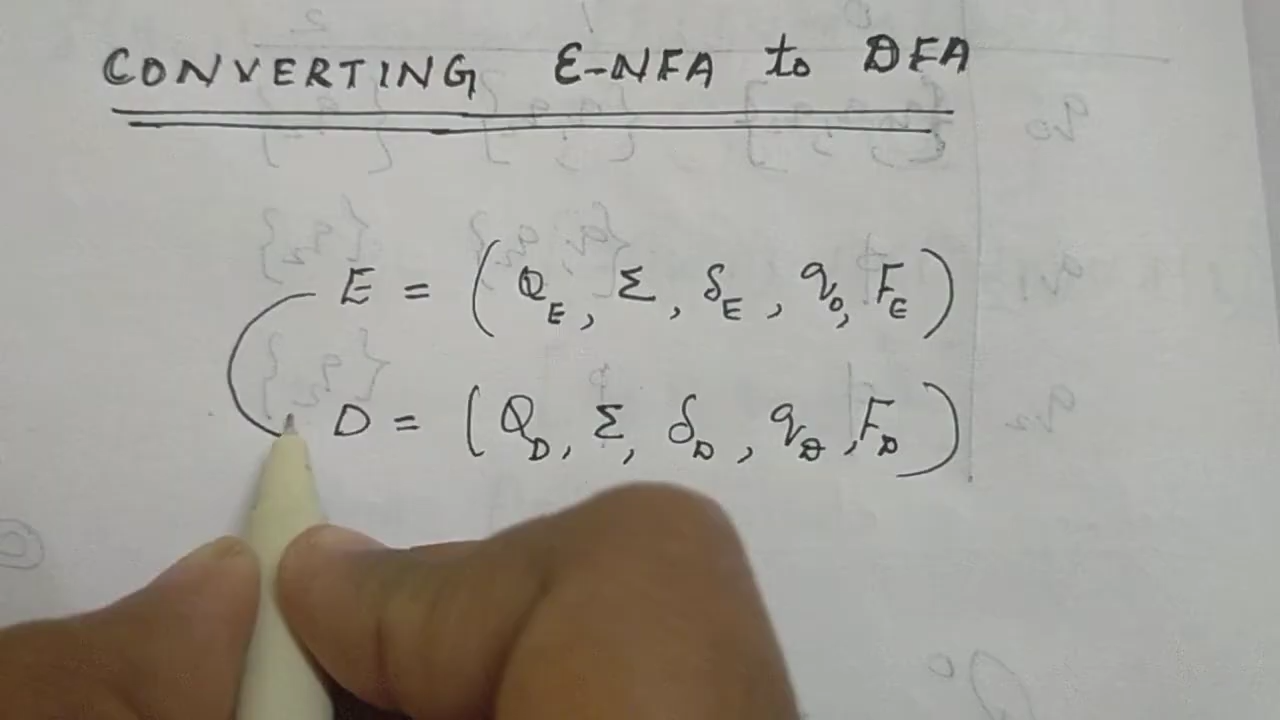 CONVERTING Ɛ-NFA to DFA
E = (Q_E, Σ, δ_E, q_0, F_E)
D = (Q_D, Σ, δ_D, q_D, F_D)